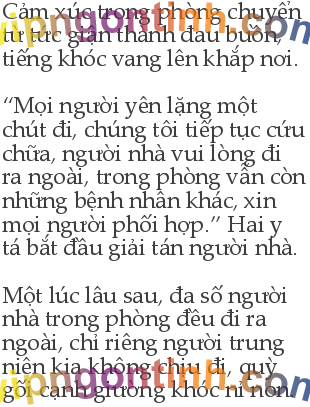 Cảm xúc trong phòng chuyển
từ tức giận thành đau buồn,
tiếng khóc vang lên khắp nơi.
“Mọi người yên lặng một
chút đi, chúng tôi tiếp tục cứu
chữa, người nhà vui lòng đi
ra ngoài, trong phòng vẫn còn
những bệnh nhân khác, xin
mọi người phối hợp.” Hai y
tá bắt đầu giải tán người nhà.
Một lúc lâu sau, đa số người
nhà trong phòng đều đi ra
ngoài, chỉ riêng người trung
niên kia không chịu đi, quỳ
gối cạnh giường khóc nỉ non.
vipngontinh.com
vipngontinh.com